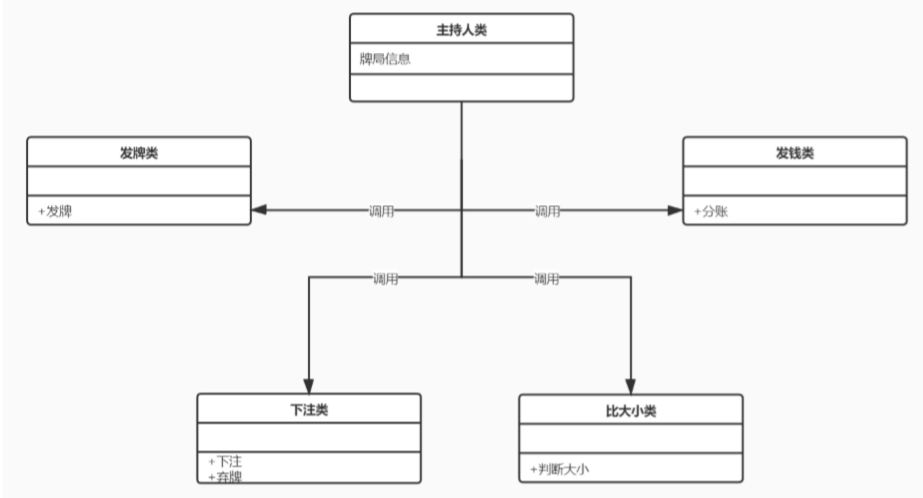 主持人类
牌局信息
发牌类
+发牌
发钱类
+分账
调用
调用
调用
调用
下注类
+下注
+弃牌
比大小类
+判断大小